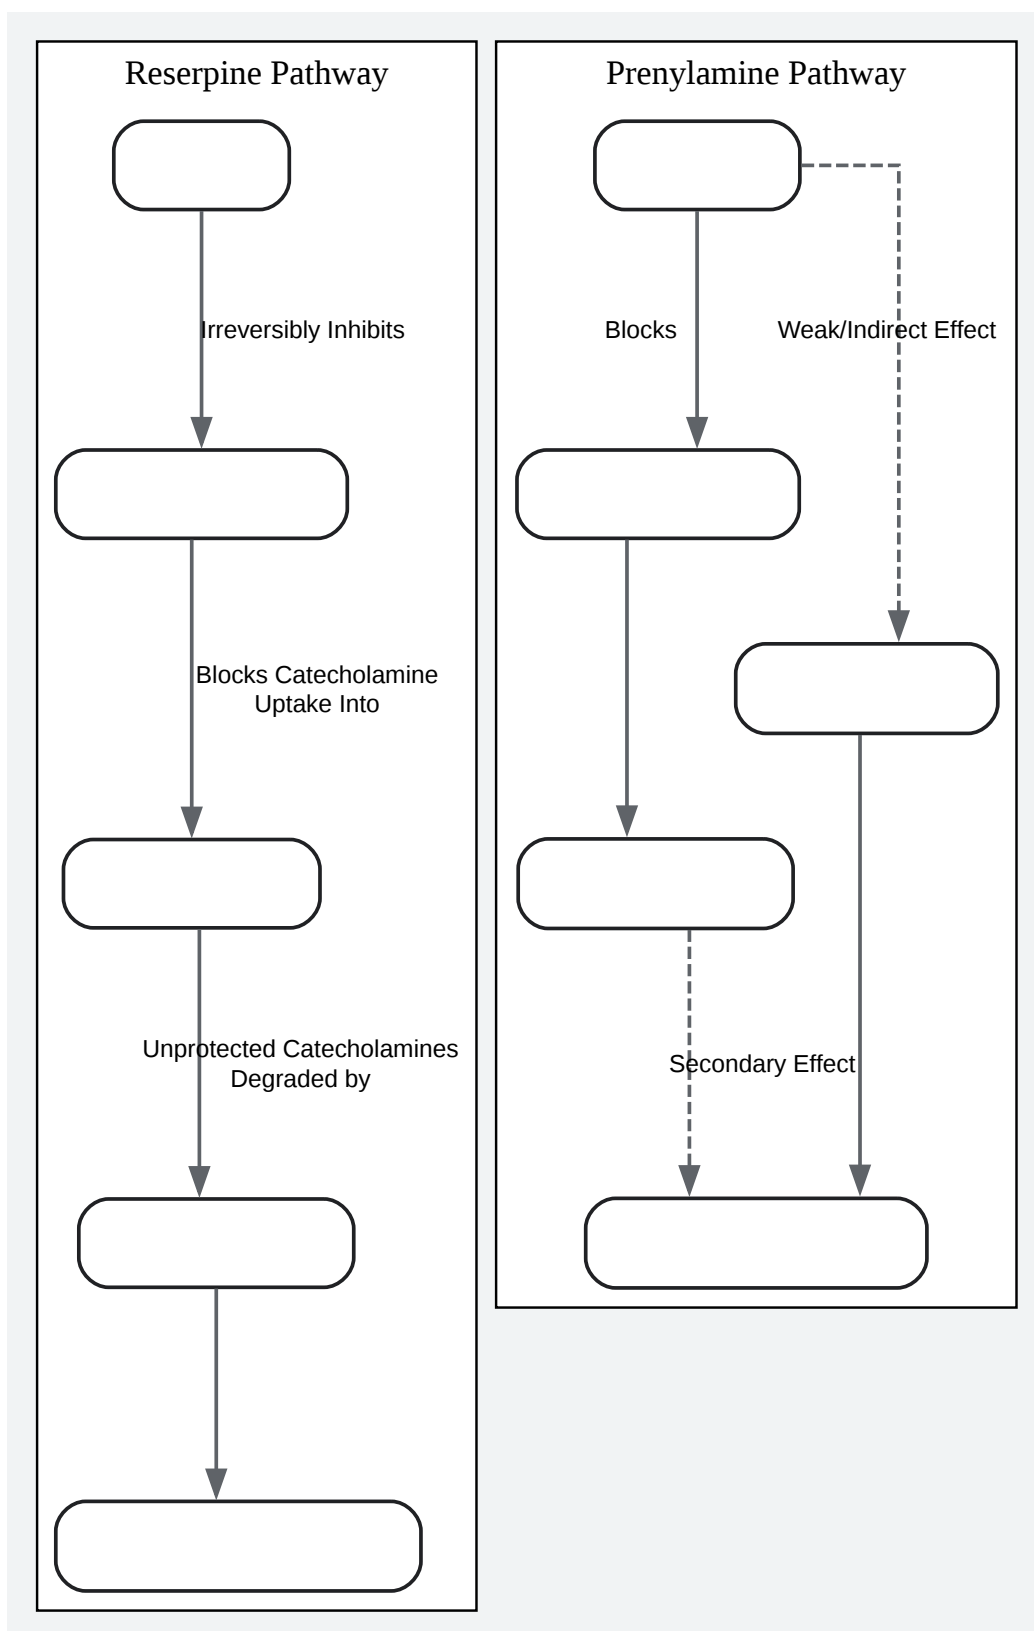 Reserpine Pathway
Irreversibly Inhibits
Blocks Catecholamine
Uptake Into
Unprotected Catecholamines
Degraded by
Prenylamine Pathway
Blocks
Weak/Indirect Effect
Secondary Effect